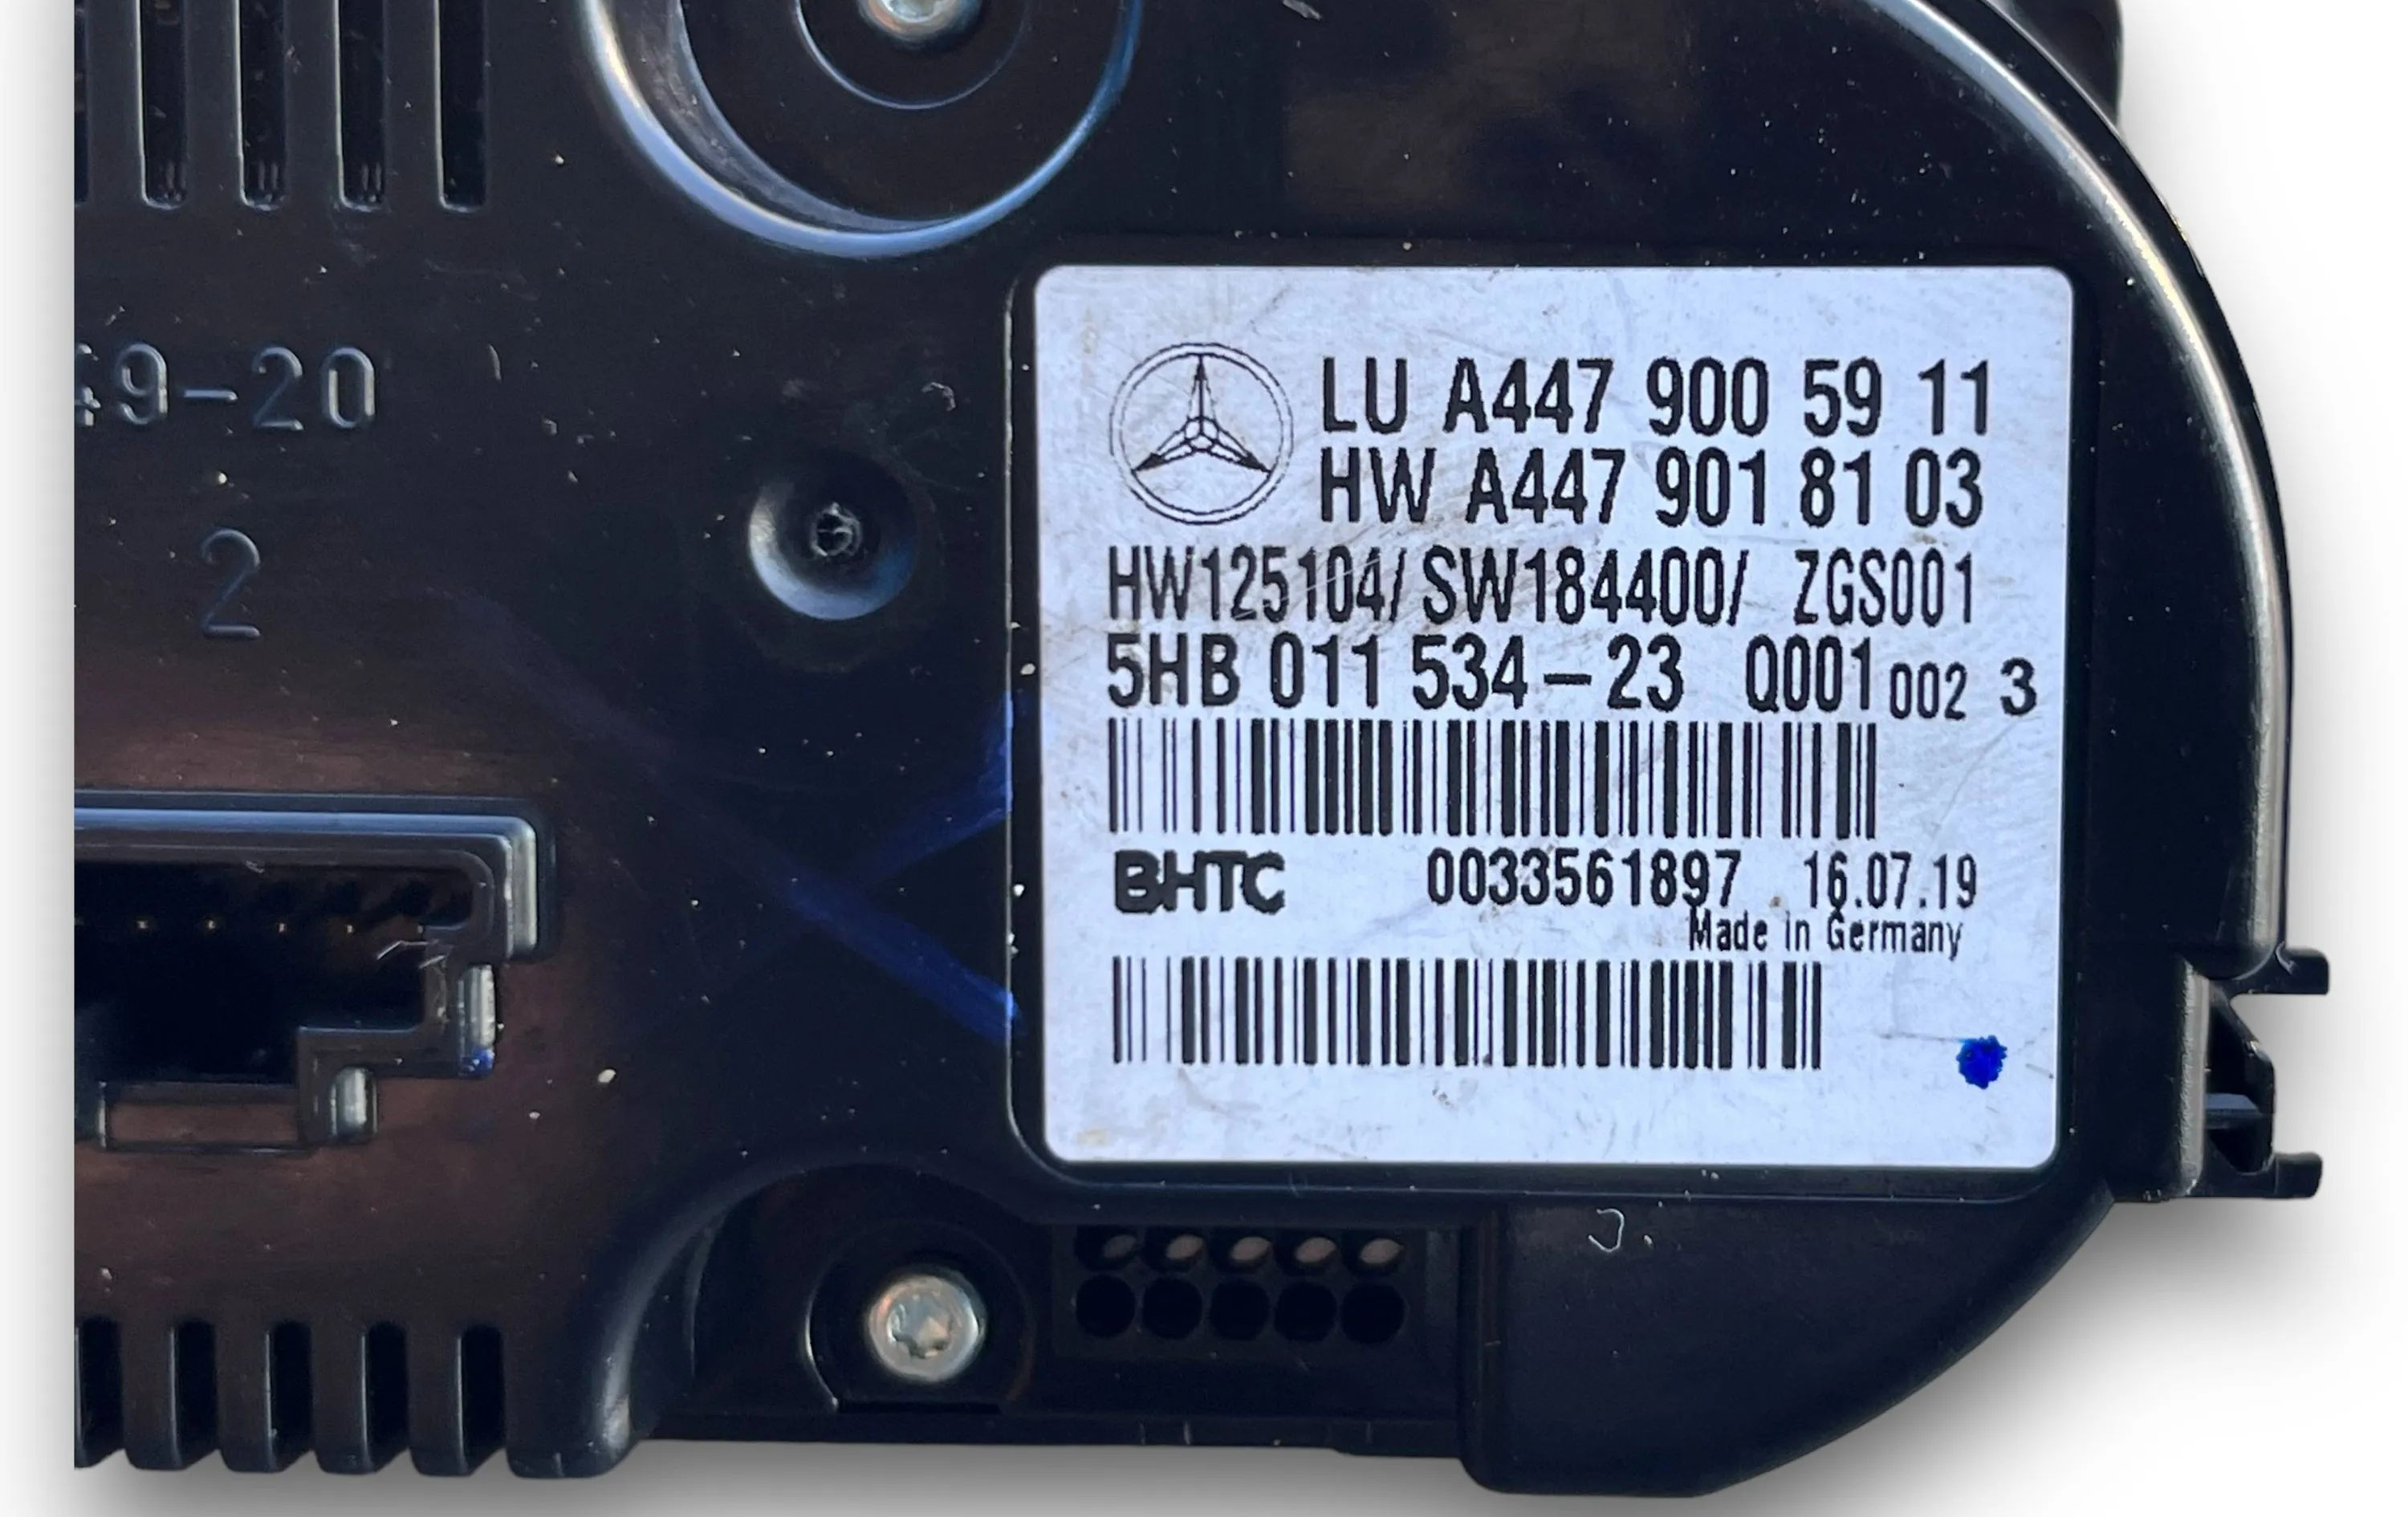 49-20
2
LU A447 900 59 11
HW A447 901 81 03
HW125104/ SW184400/ ZGS001
5HB 011 534-23 Q001 002 3
BHTC 0033561897 16.07.19
Made in Germany